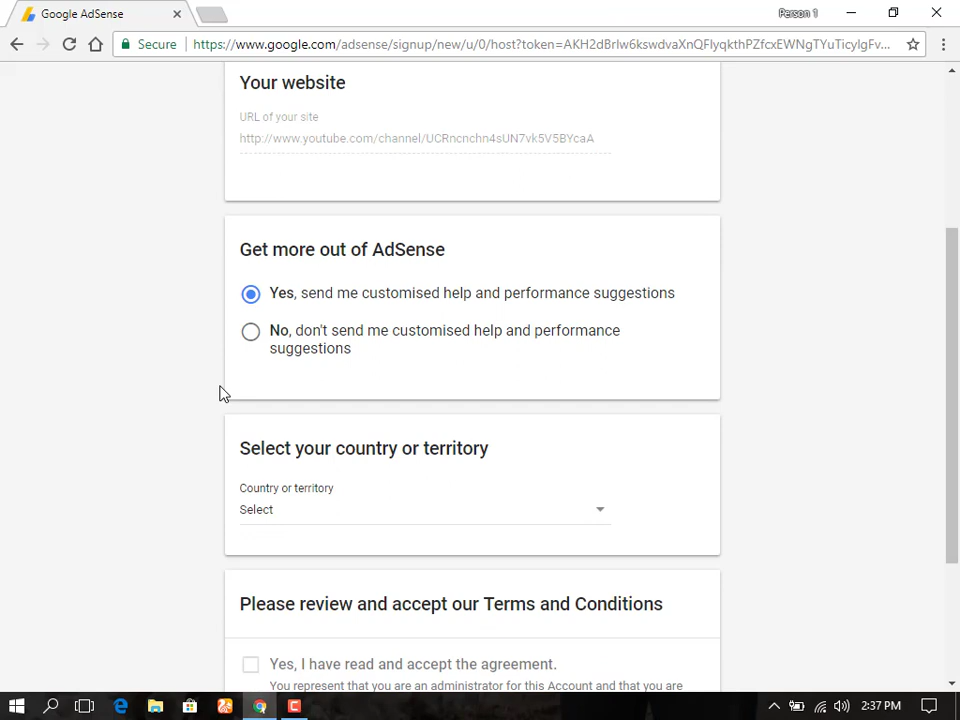 Google AdSense
Person 1
Secure
https://www.google.com/adsense/signup/new/u/0/host?token=
Your website
URL of your site
http://www.youtube.com/channel/UCRncnchn4sUN7vk5V5BYcaA
Get more out of AdSense
Yes, send me customised help and performance suggestions
No, don't send me customised help and performance
suggestions
Select your country or territory
Country or territory
Select
Please review and accept our Terms and Conditions
Yes, I have read and accept the agreement.
You represent that you are an administrator for this Account and that you are
2:37 PM